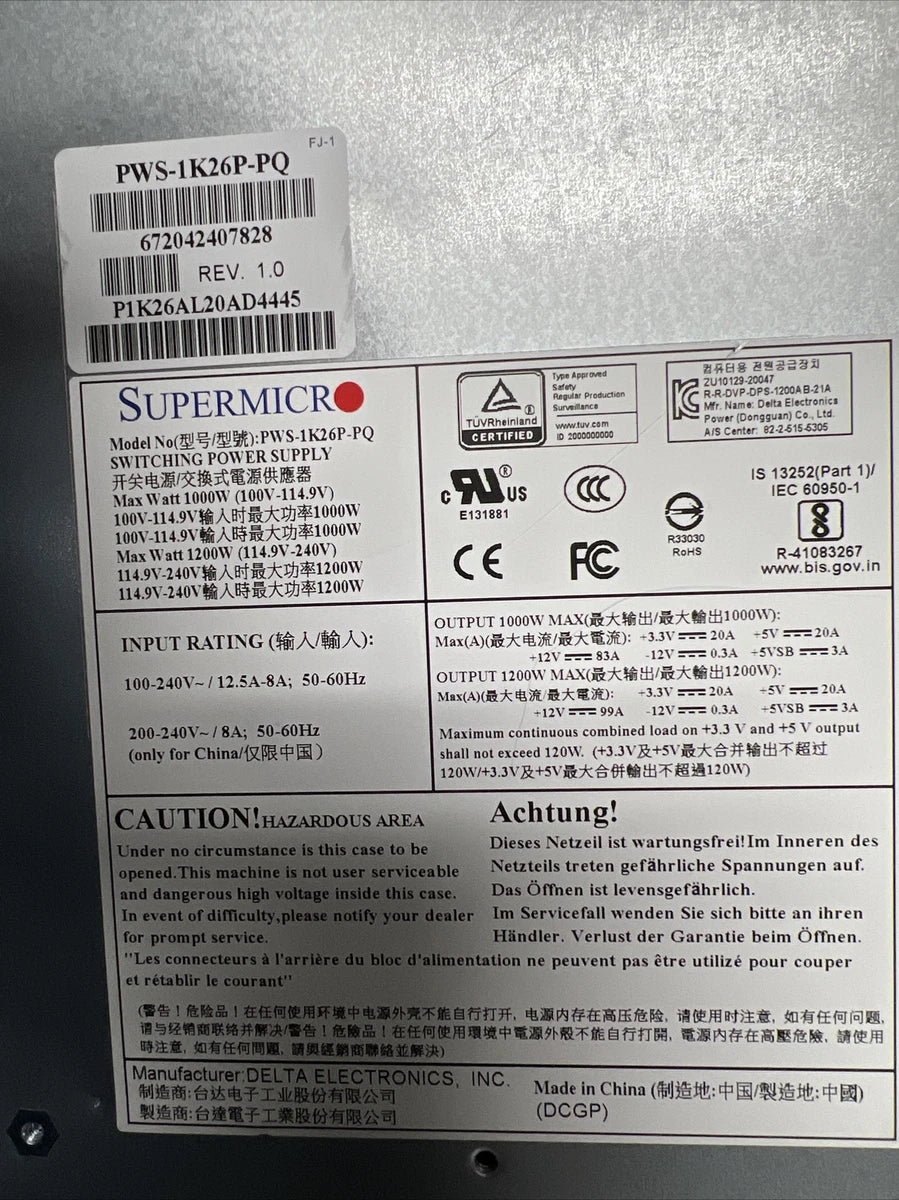 FJ-1
PWS-1K26P-PQ
672042407828
REV. 1.0
P1K26AL20AD4445
SUPERMICRO
Model No(型号/型號):PWS-1K26P-PQ
SWITCHING POWER SUPPLY
开关电源/交換式電源供應器
Max Watt 1000W (100V-114.9V)
100V-114.9V输入时最大功率1000W
100V-114.9V輸入時最大功率1000W
Max Watt 1200W (114.9V-240V)
114.9V-240V输入时最大功率1200W
114.9V-240V輸入時最大功率1200W
TÜVRheinland
CERTIFIED
Type Approved
Safety
Regular Production
Surveillance
www.tuv.com
ID 2000000000
컴퓨터용 전원공급장치
ZU10129-20047
R-R-DVP-DPS-1200AB-21A
Mfr. Name: Delta Electronics
Power (Dongguan) Co., Ltd.
A/S Center: 82-2-515-5305
c RU ® US
E131881
CCC
R33030
RoHS
IS 13252(Part 1)/
IEC 60950-1
R-41083267
www.bis.gov.in
CE
FC
INPUT RATING (输入/輸入):
100-240V~ / 12.5A-8A; 50-60Hz
200-240V~ / 8A; 50-60Hz
(only for China/仅限中国)
OUTPUT 1000W MAX(最大输出/最大輸出1000W):
Max(A)(最大电流/最大電流): +3.3V ⎓ 20A +5V ⎓ 20A
+12V ⎓ 83A -12V ⎓ 0.3A +5VSB ⎓ 3A
OUTPUT 1200W MAX(最大输出/最大輸出1200W):
Max(A)(最大电流/最大電流): +3.3V ⎓ 20A +5V ⎓ 20A
+12V ⎓ 99A -12V ⎓ 0.3A +5VSB ⎓ 3A
Maximum continuous combined load on +3.3 V and +5 V output
shall not exceed 120W. (+3.3V及+5V最大合并输出不超过
120W/+3.3V及+5V最大合併輸出不超過120W)
CAUTION! HAZARDOUS AREA
Under no circumstance is this case to be
opened.This machine is not user serviceable
and dangerous high voltage inside this case.
In event of difficulty,please notify your dealer
for prompt service.
Achtung!
Dieses Netzeil ist wartungsfrei!Im Inneren des
Netzteils treten gefährliche Spannungen auf.
Das Öffnen ist levensgefährlich.
Im Servicefall wenden Sie sich bitte an ihren
Händler. Verlust der Garantie beim Öffnen.
"Les connecteurs à l'arrière du bloc d'alimentation ne peuvent pas être utilizé pour couper
et rétablir le courant"
(警告！危险品！在任何使用环境中电源外壳不能自行打开, 电源内存在高压危险, 请使用时注意, 如有任何问题,
请与经销商联络并解决/警告！危險品！在任何使用環境中電源外殼不能自行打開, 電源内存在高壓危險, 請使用
時注意, 如有任何問題, 請與經銷商聯絡並解決)
Manufacturer:DELTA ELECTRONICS, INC.
制造商:台达电子工业股份有限公司
製造商:台達電子工業股份有限公司
Made in China (制造地:中国/製造地:中國)
(DCGP)